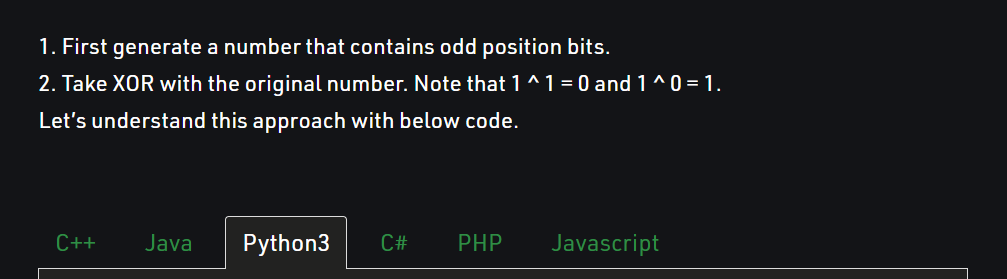 1. First generate a number that contains odd position bits.
2. Take XOR with the original number. Note that 1 ^ 1 = 0 and 1 ^ 0 = 1.
Let's understand this approach with below code.
C++ Java Python3 C# PHP Javascript